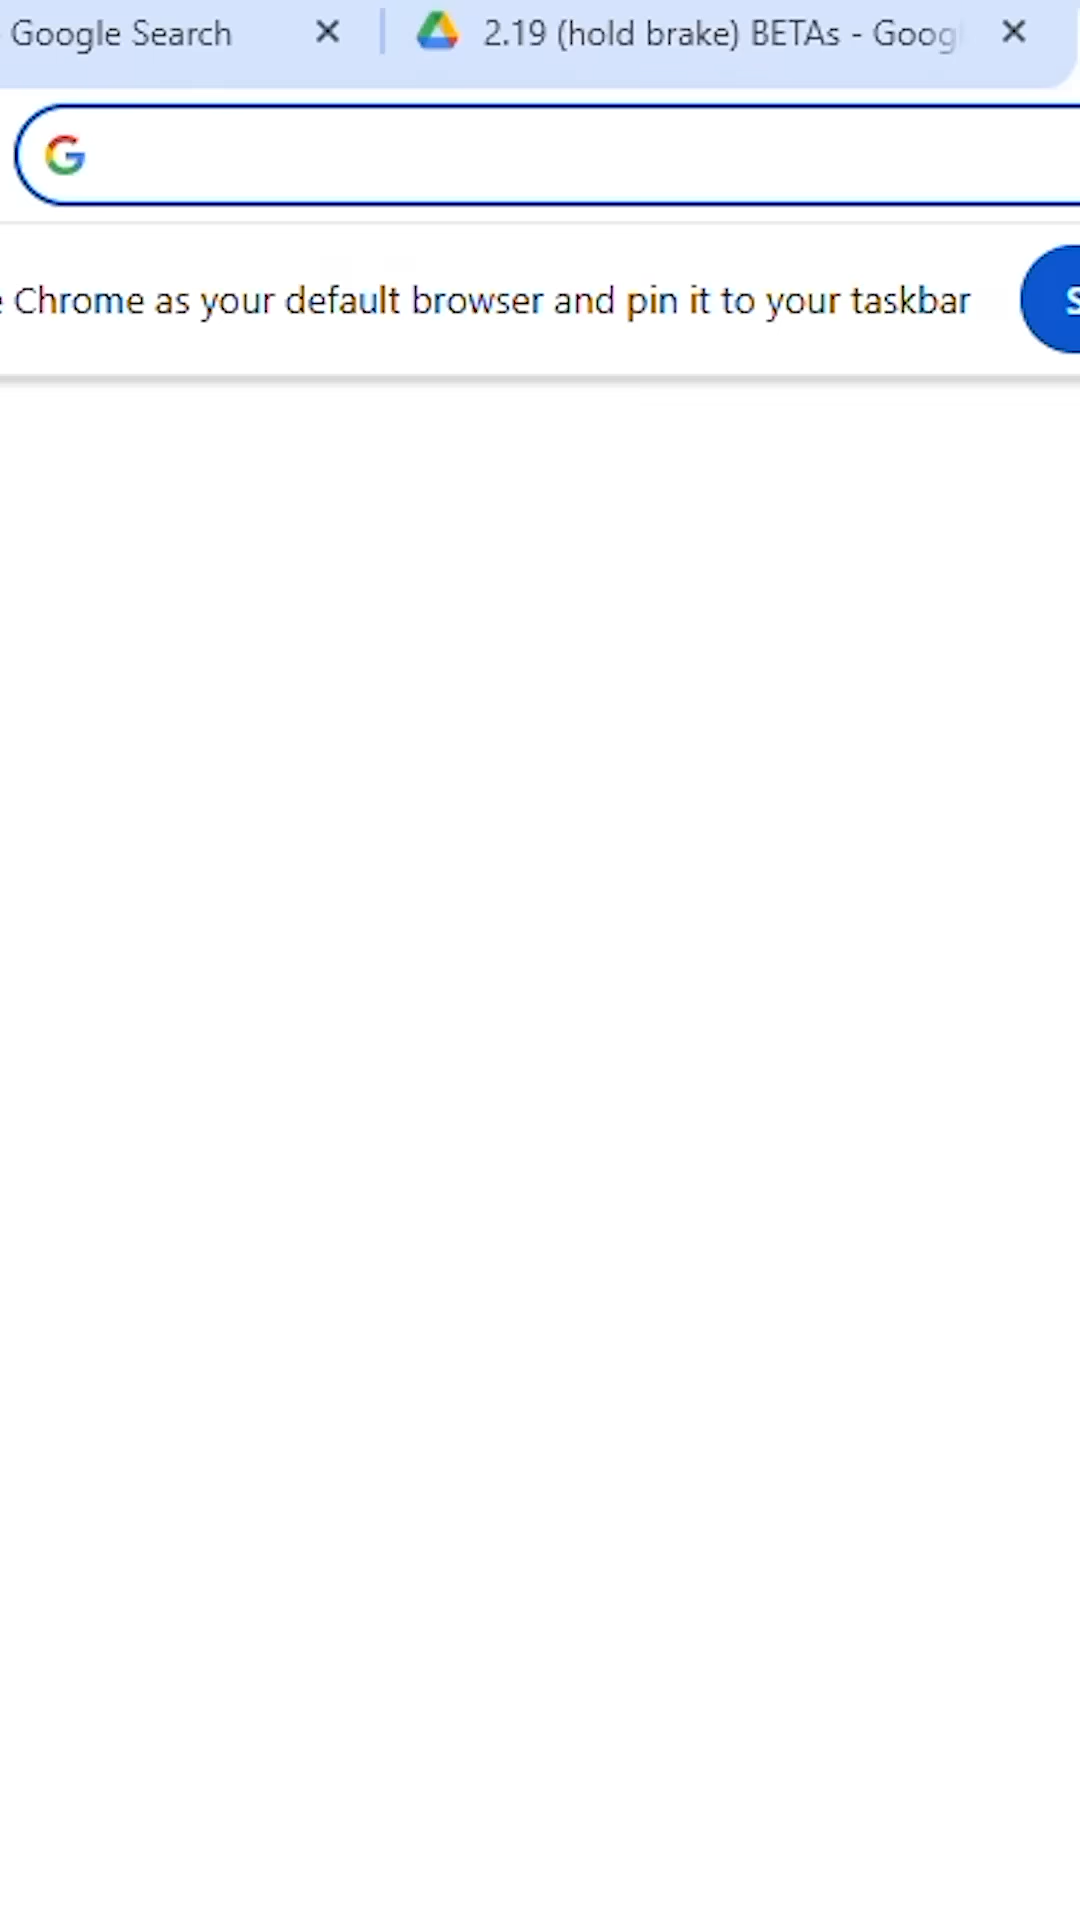 Google Search
2.19 (hold brake) BETAs - Goog
Chrome as your default browser and pin it to your taskbar